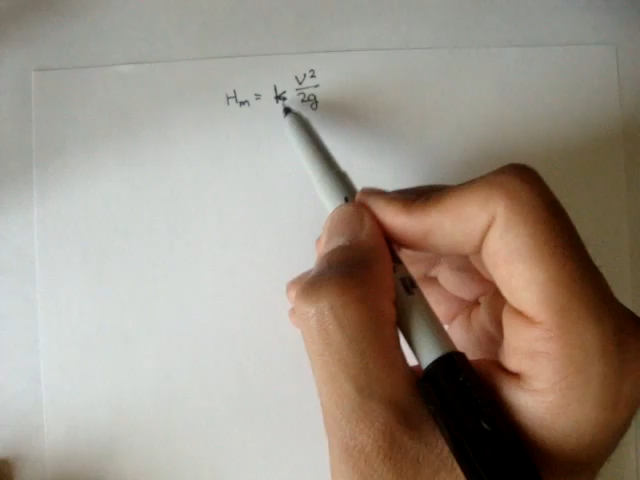 Hₘ = k V²/2g